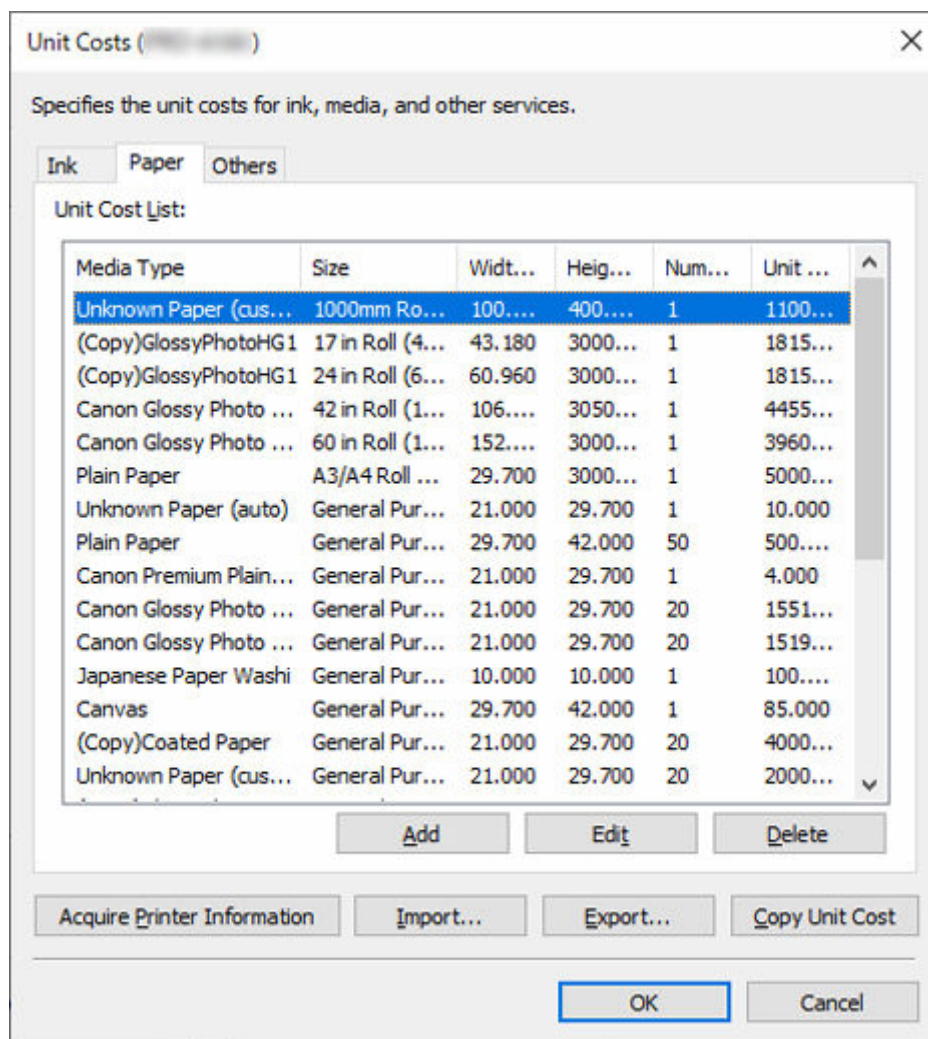 Unit Costs ( )
Specifies the unit costs for ink, media, and other services.
Ink Paper Others
Unit Cost List:
Media Type Size Widt... Heig... Num... Unit ...
Unknown Paper (cus... 1000mm Ro... 100.... 400.... 1 1100...
(Copy)GlossyPhotoHG1 17 in Roll (4... 43.180 3000... 1 1815...
(Copy)GlossyPhotoHG1 24 in Roll (6... 60.960 3000... 1 1815...
Canon Glossy Photo ... 42 in Roll (1... 106.... 3050... 1 4455...
Canon Glossy Photo ... 60 in Roll (1... 152.... 3000... 1 3960...
Plain Paper A3/A4 Roll ... 29.700 3000... 1 5000...
Unknown Paper (auto) General Pur... 21.000 29.700 1 10.000
Plain Paper General Pur... 29.700 42.000 50 500....
Canon Premium Plain... General Pur... 21.000 29.700 1 4.000
Canon Glossy Photo ... General Pur... 21.000 29.700 20 1551...
Canon Glossy Photo ... General Pur... 21.000 29.700 20 1519...
Japanese Paper Washi General Pur... 10.000 10.000 1 100....
Canvas General Pur... 29.700 42.000 1 85.000
(Copy)Coated Paper General Pur... 21.000 29.700 20 4000...
Unknown Paper (cus... General Pur... 21.000 29.700 20 2000...
Add Edit Delete
Acquire Printer Information Import... Export... Copy Unit Cost
OK Cancel